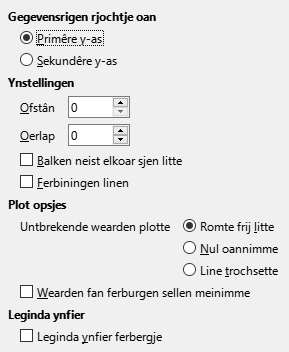 Gegevensrigen rjochtje oan
Primêre y-as
Sekundêre y-as
Ynstellingen
Ofstân 0
Oerlap 0
Balken neist elkoar sjen litte
Ferbiningen linen
Plot opsjes
Untbrekende wearden plotte Romte frij litte
Nul oannimme
Line trochsette
Wearden fan ferburgen sellen meinimme
Leginda ynfier
Leginda ynfier ferbergje